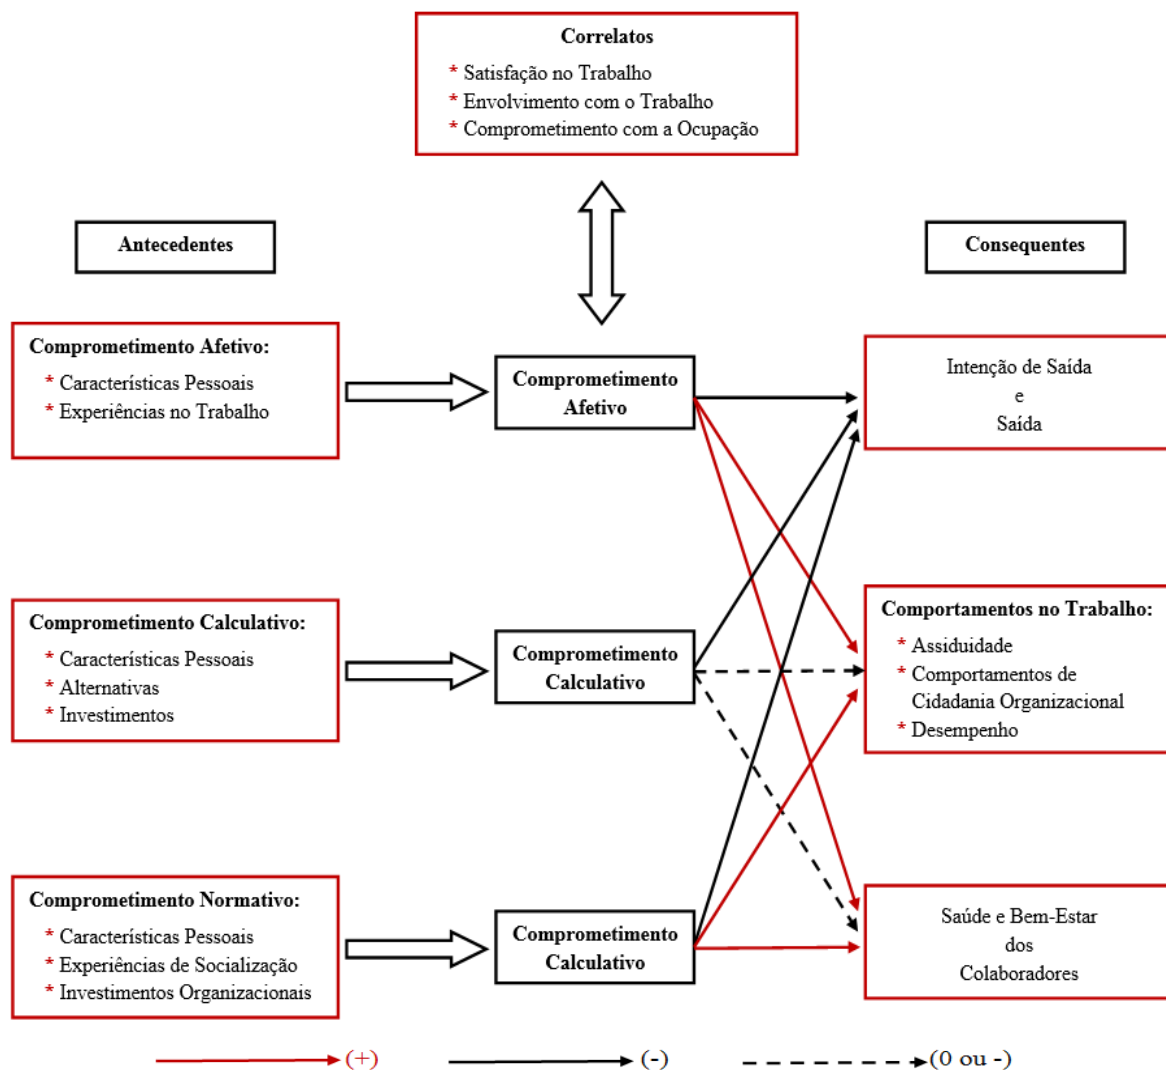 Correlatos
* Satisfação no Trabalho
* Envolvimento com o Trabalho
* Comprometimento com a Ocupação
Antecedentes
Consequentes
Comprometimento Afetivo:
* Características Pessoais
* Experiências no Trabalho
Comprometimento
Afetivo
Intenção de Saída
e
Saída
Comprometimento Calculativo:
* Características Pessoais
* Alternativas
* Investimentos
Comprometimento
Calculativo
Comportamentos no Trabalho:
* Assiduidade
* Comportamentos de
Cidadania Organizacional
* Desempenho
Comprometimento Normativo:
* Características Pessoais
* Experiências de Socialização
* Investimentos Organizacionais
Comprometimento
Calculativo
Saúde e Bem-Estar
dos
Colaboradores
(+)
(-)
(0 ou -)